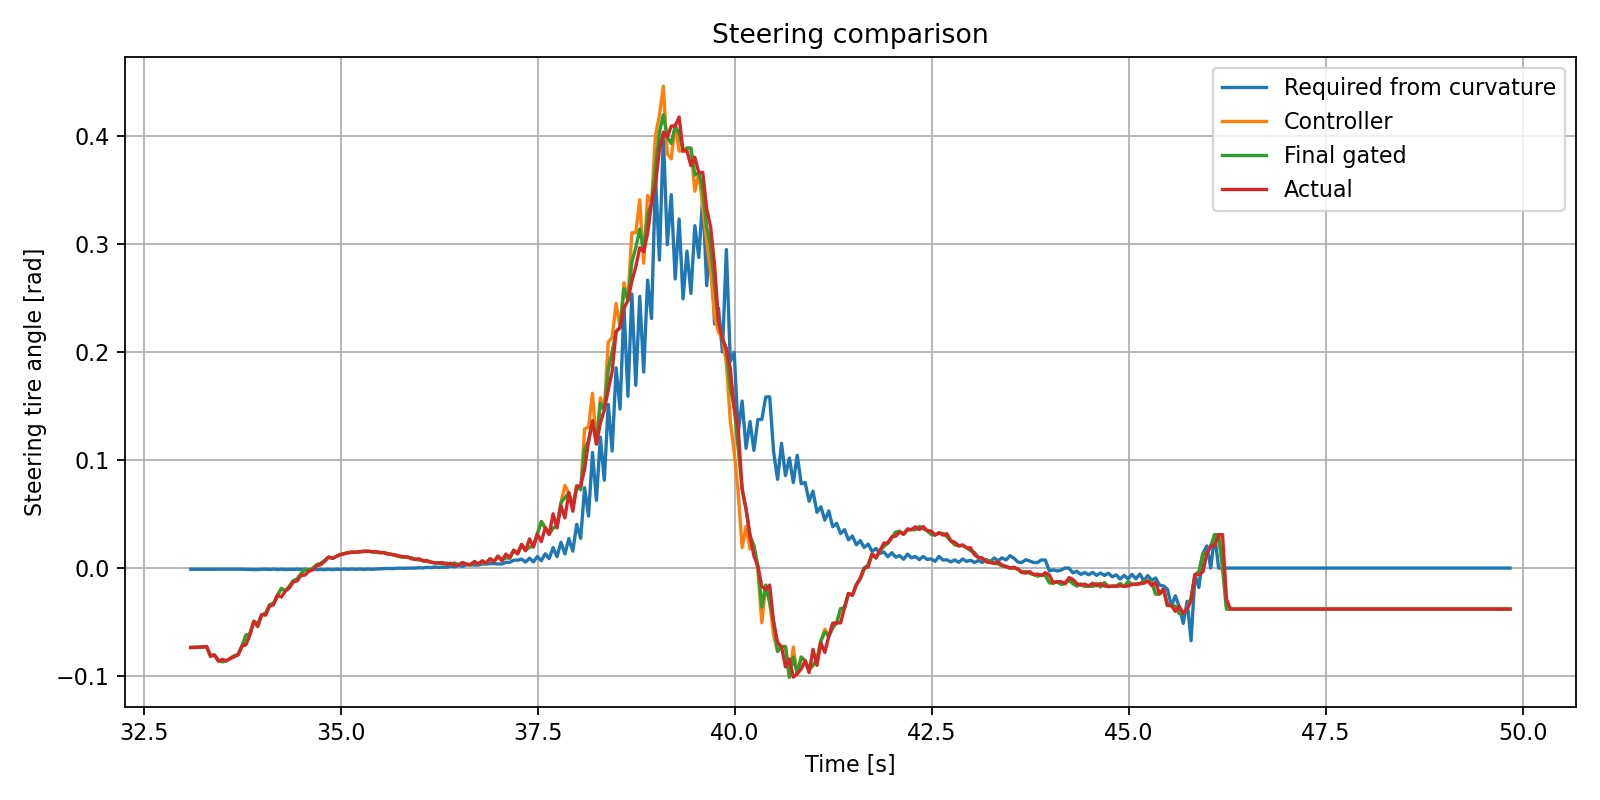 Steering comparison
Required from curvature
Controller
Final gated
Actual
Steering tire angle [rad]
0.4
0.3
0.2
0.1
0.0
−0.1
32.5 35.0 37.5 40.0 42.5 45.0 47.5 50.0
Time [s]